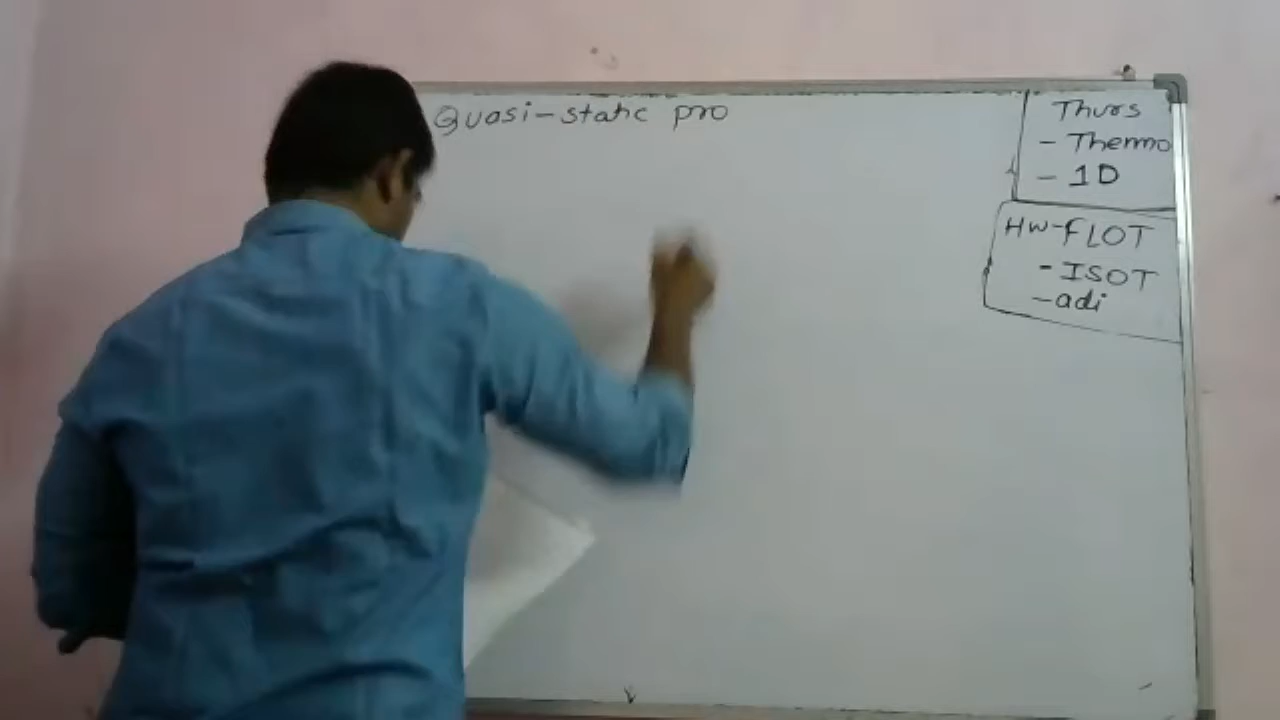 Quasi-static pro
Thurs
- Thermo
- 1D
HW-FLOT
- ISOT
- adi